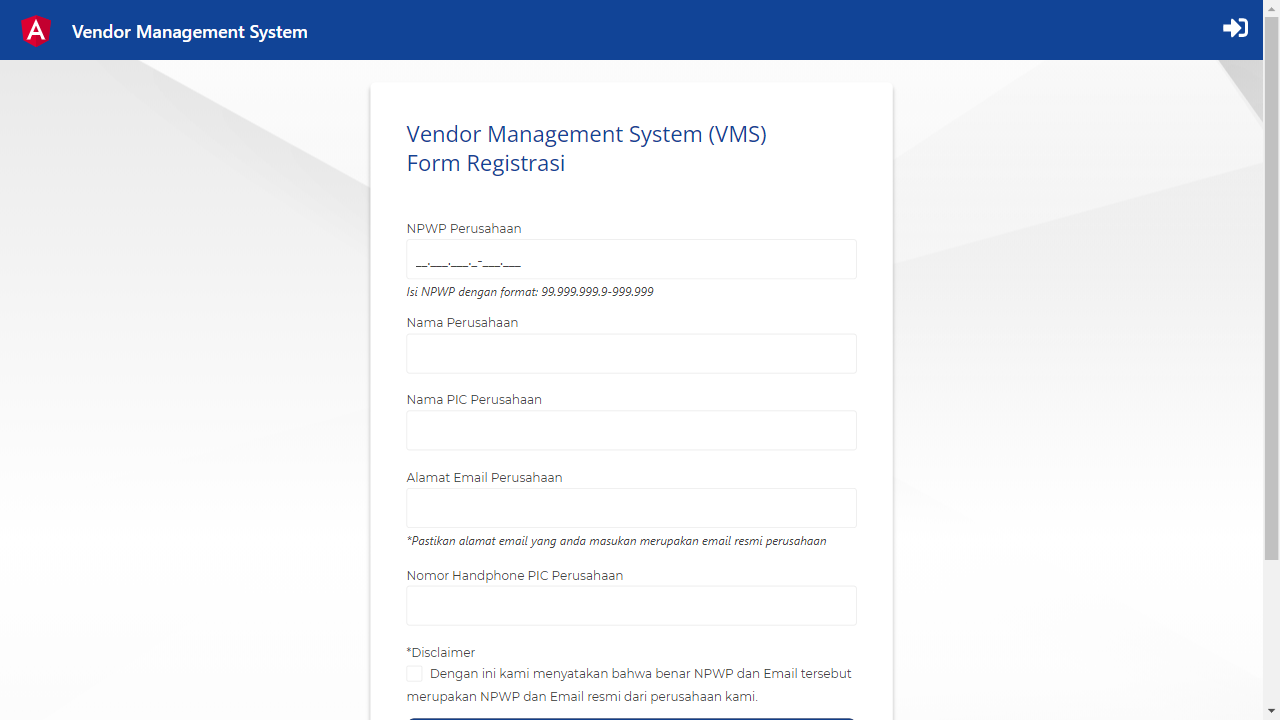 Vendor Management System
Vendor Management System (VMS)
Form Registrasi
NPWP Perusahaan
__.___.___._-___.___
Isi NPWP dengan format: 99.999.999.9-999.999
Nama Perusahaan
Nama PIC Perusahaan
Alamat Email Perusahaan
*Pastikan alamat email yang anda masukan merupakan email resmi perusahaan
Nomor Handphone PIC Perusahaan
*Disclaimer
Dengan ini kami menyatakan bahwa benar NPWP dan Email tersebut
merupakan NPWP dan Email resmi dari perusahaan kami.